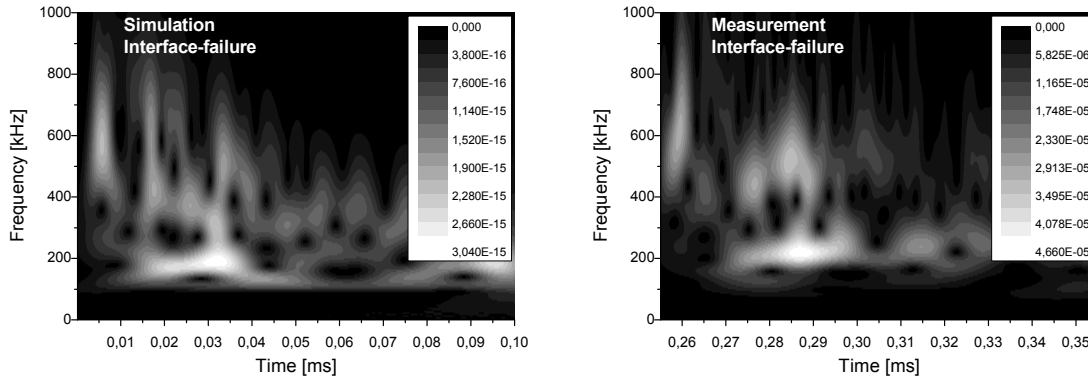 Simulation
Interface-failure
1000
800
600
400
200
0
Frequency [kHz]
0,01 0,02 0,03 0,04 0,05 0,06 0,07 0,08 0,09 0,10
Time [ms]
0,000
3,800E-16
7,600E-16
1,140E-15
1,520E-15
1,900E-15
2,280E-15
2,660E-15
3,040E-15
Measurement
Interface-failure
1000
800
600
400
200
0
Frequency [kHz]
0,26 0,27 0,28 0,29 0,30 0,31 0,32 0,33 0,34 0,35
Time [ms]
0,000
5,825E-06
1,165E-05
1,748E-05
2,330E-05
2,913E-05
3,495E-05
4,078E-05
4,660E-05